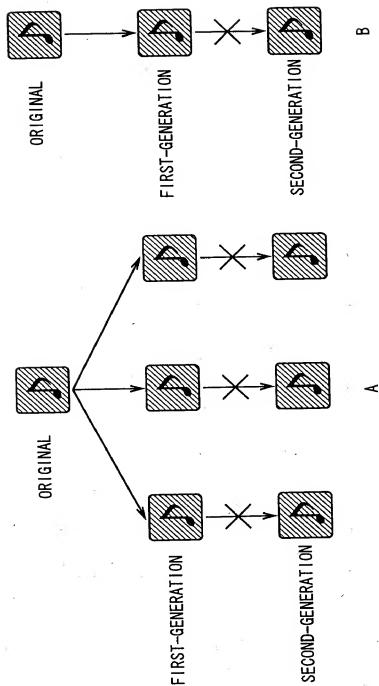 ORIGINAL
FIRST-GENERATION
SECOND-GENERATION
A
ORIGINAL
FIRST-GENERATION
SECOND-GENERATION
B